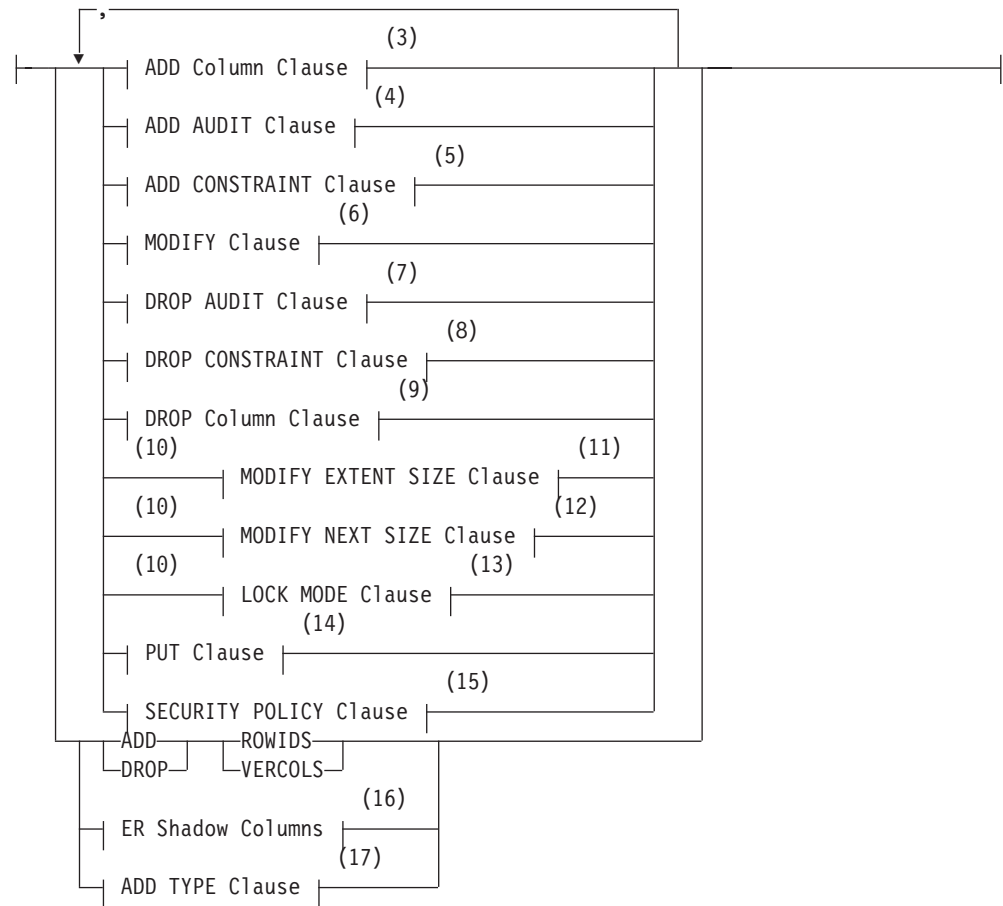 ,
(3)
ADD Column Clause
(4)
ADD AUDIT Clause
(5)
ADD CONSTRAINT Clause
(6)
MODIFY Clause
(7)
DROP AUDIT Clause
(8)
DROP CONSTRAINT Clause
(9)
DROP Column Clause
(10) (11)
MODIFY EXTENT SIZE Clause
(10) (12)
MODIFY NEXT SIZE Clause
(10) (13)
LOCK MODE Clause
(14)
PUT Clause
(15)
SECURITY POLICY Clause
ADD ROWIDS
DROP VERCOLS
(16)
ER Shadow Columns
(17)
ADD TYPE Clause